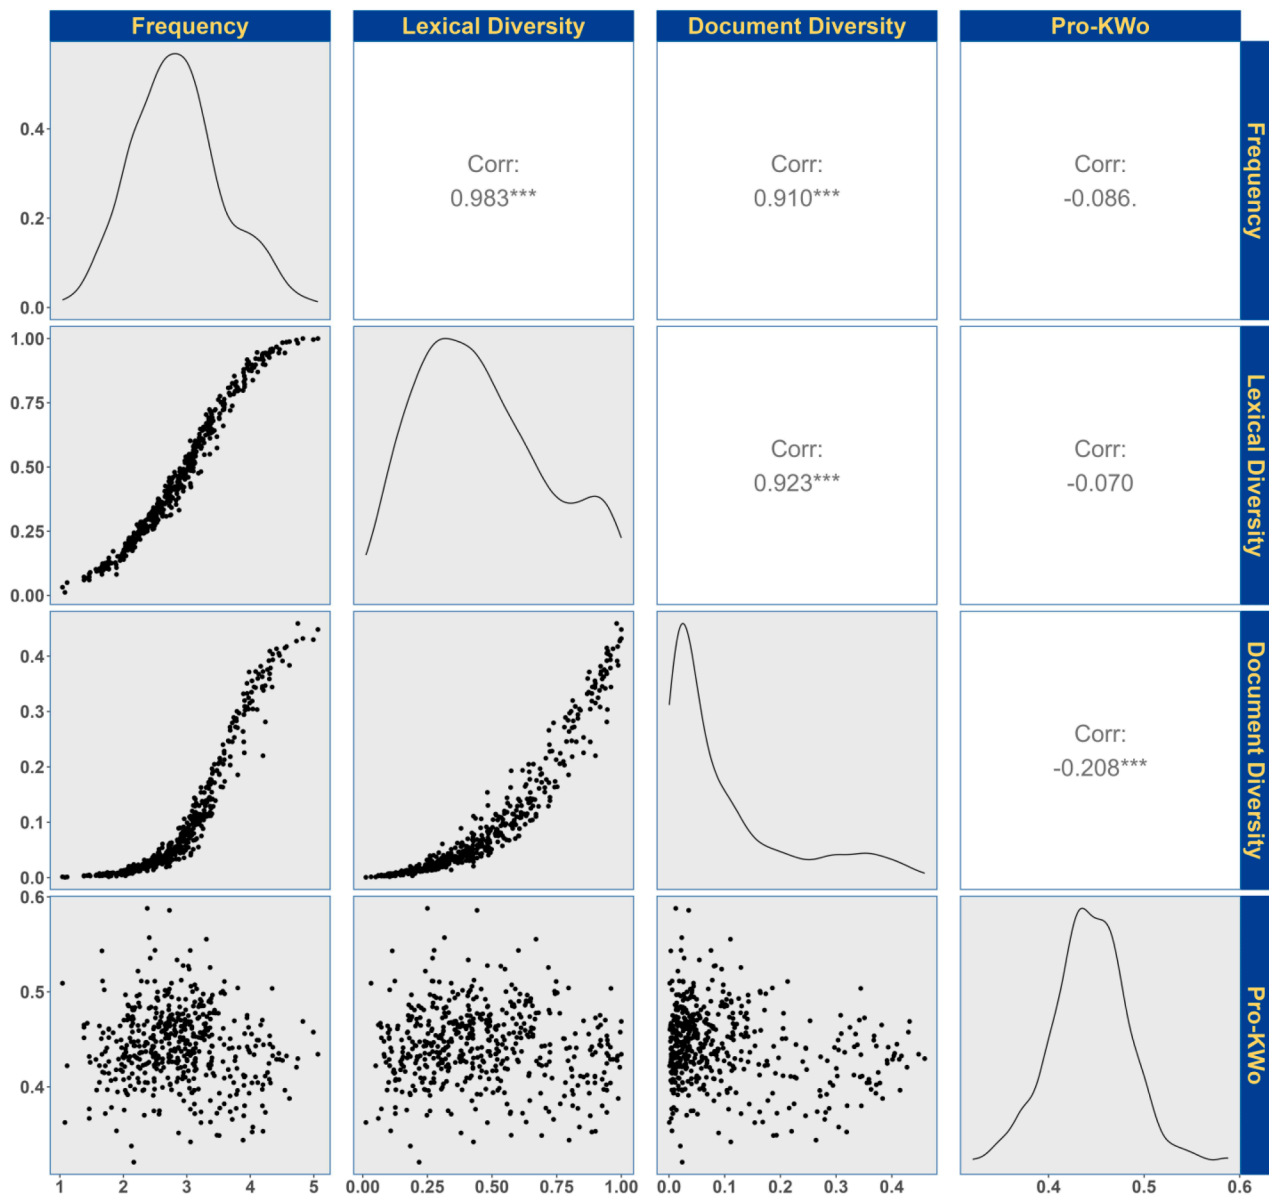 Frequency
Lexical Diversity
Document Diversity
Pro-KWo
0.4
0.2
0.0
Corr:
0.983***
Corr:
0.910***
Corr:
-0.086.
Frequency
1.00
0.75
0.50
0.25
0.00
Corr:
0.923***
Corr:
-0.070
Lexical Diversity
0.4
0.3
0.2
0.1
0.0
Corr:
-0.208***
Document Diversity
0.6
0.5
0.4
Pro-KWo
1 2 3 4 5
0.00 0.25 0.50 0.75 1.00
0.0 0.1 0.2 0.3 0.4
0.4 0.5 0.6